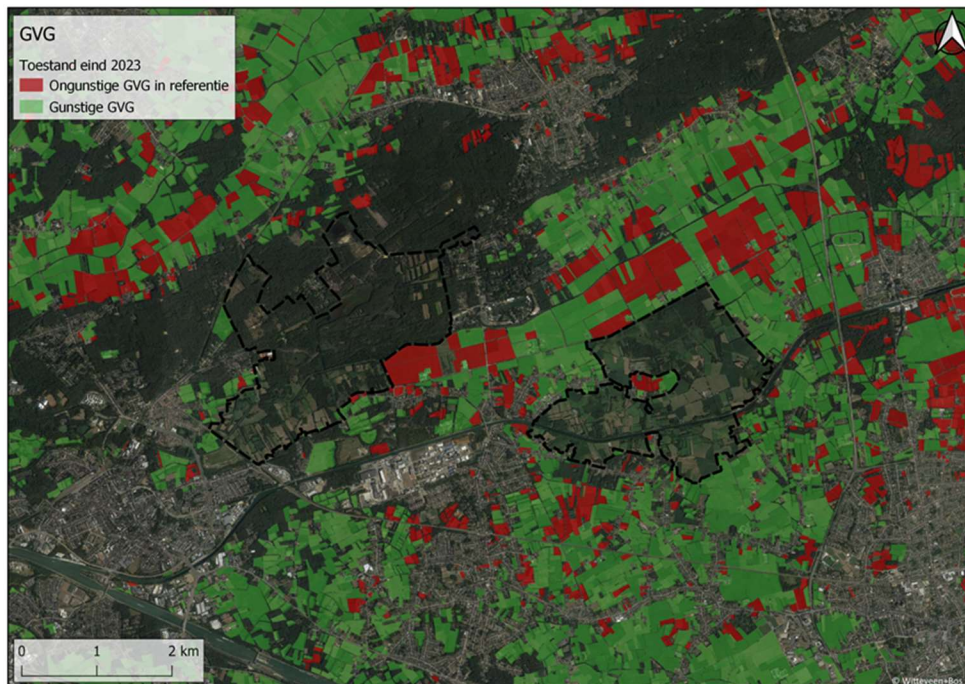 GVG
Toestand eind 2023
Ongunstige GVG in referentie
Gunstige GVG
0 1 2 km
© Witteveen+Bos